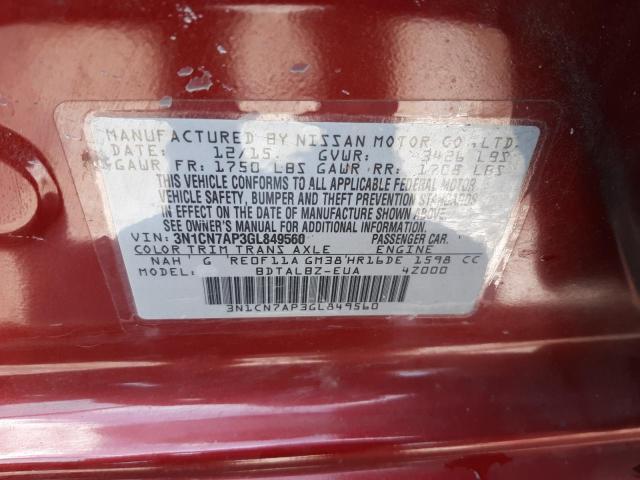 MANUFACTURED BY NISSAN MOTOR CO.,LTD.
DATE: 12/15 GVWR: 3426 LBS
GAWR FR: 1750 LBS GAWR RR: 1708 LBS
THIS VEHICLE CONFORMS TO ALL APPLICABLE FEDERAL MOTOR
VEHICLE SAFETY, BUMPER AND THEFT PREVENTION STANDARDS
IN EFFECT ON THE DATE OF MANUFACTURE SHOWN ABOVE.
SEE OWNERS MANUAL FOR ADDITIONAL INFORMATION.
VIN: 3N1CN7AP3GL849560 PASSENGER CAR.
COLOR TRIM TRANS AXLE ENGINE
NAH G RE0F11A GM38 HR16DE 1598 CC
MODEL: BDTALBZ-EUA 4Z000
3N1CN7AP3GL849560